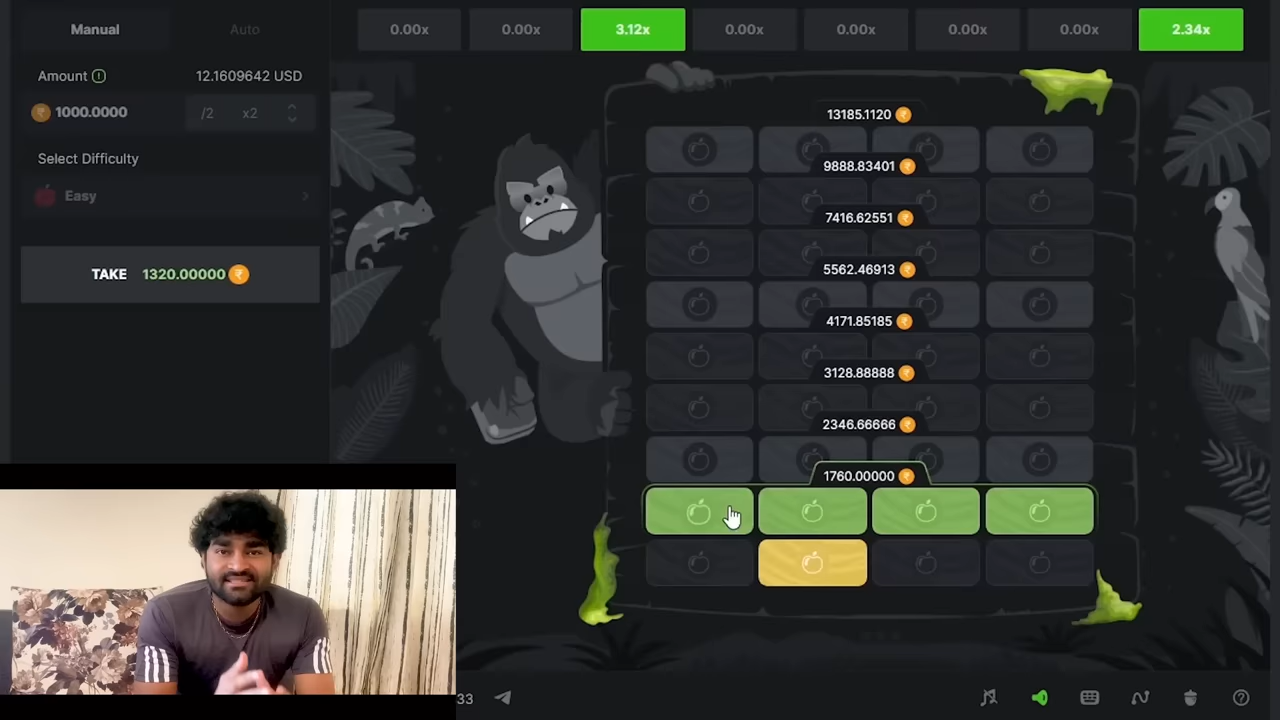 Manual
Auto
0.00x
0.00x
3.12x
0.00x
0.00x
0.00x
0.00x
2.34x
Amount
12.1609642 USD
₹ 1000.0000
/2
x2
Select Difficulty
Easy
TAKE 1320.00000 ₹
13185.1120 ₹
9888.83401 ₹
7416.62551 ₹
5562.46913 ₹
4171.85185 ₹
3128.88888 ₹
2346.66666 ₹
1760.00000 ₹
33